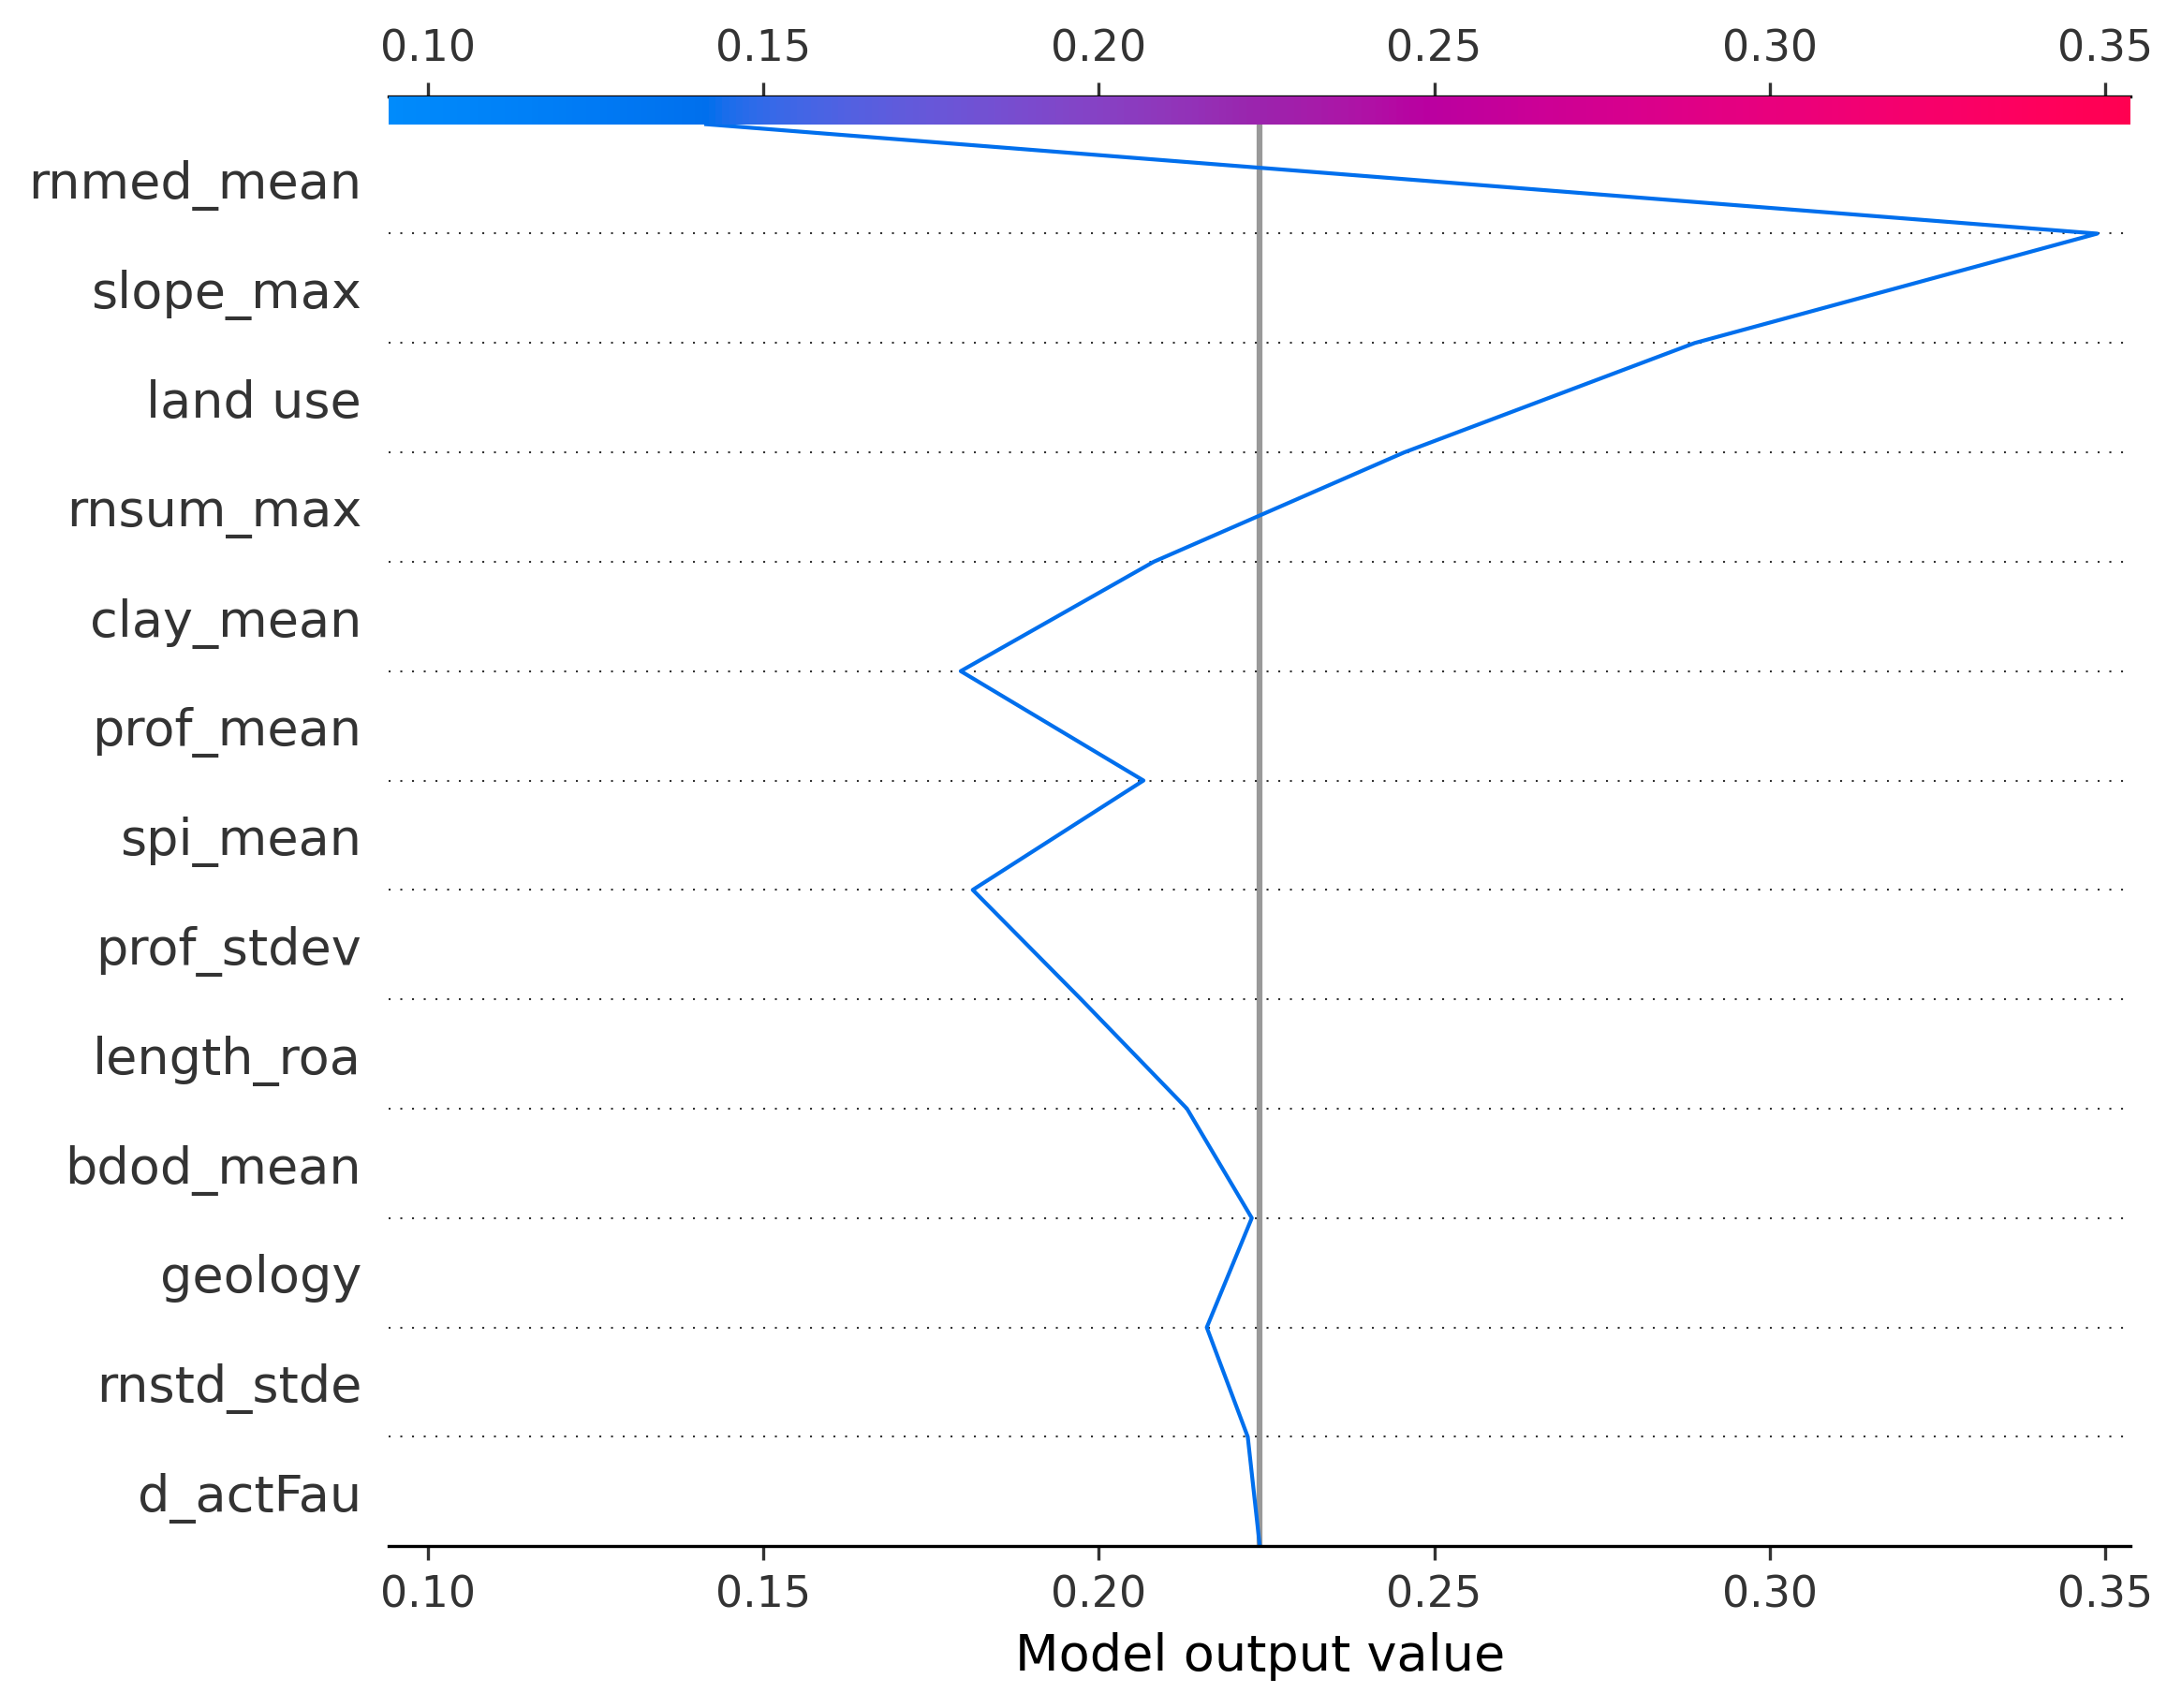 0.10 0.15 0.20 0.25 0.30 0.35
rnmed_mean
slope_max
land use
rnsum_max
clay_mean
prof_mean
spi_mean
prof_stdev
length_roa
bdod_mean
geology
rnstd_stde
d_actFau
0.10 0.15 0.20 0.25 0.30 0.35
Model output value